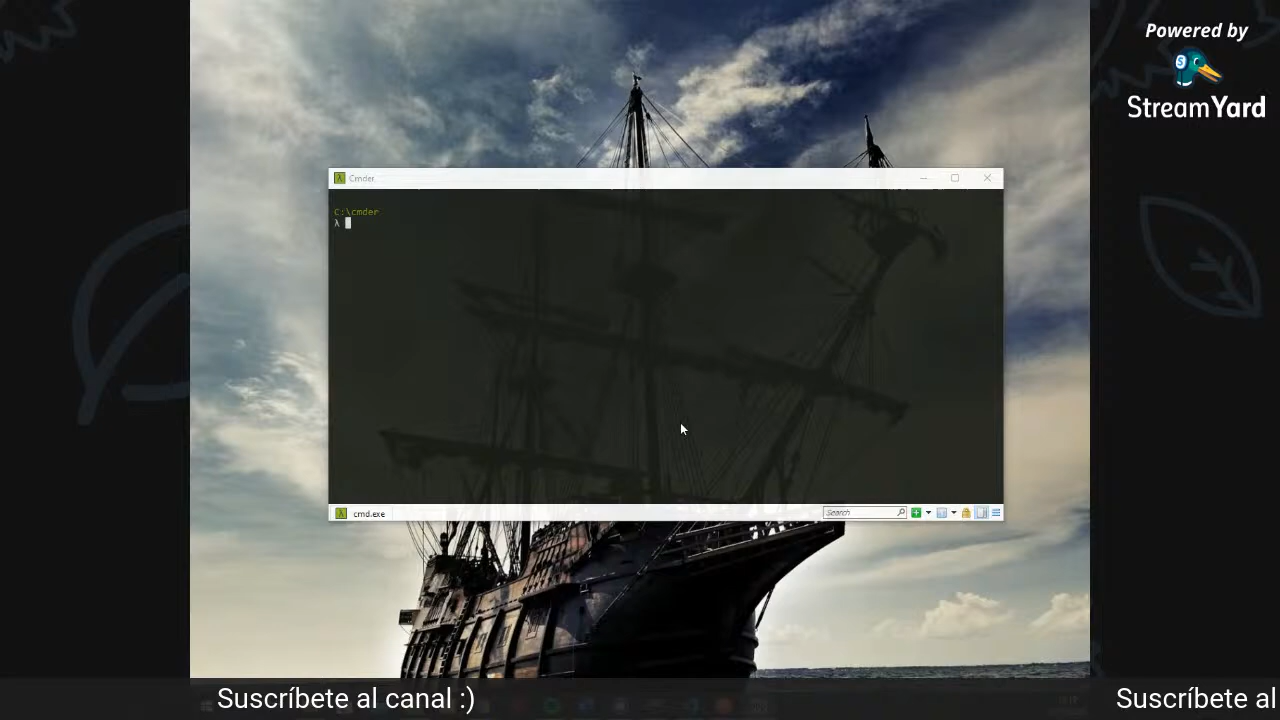 Powered by
StreamYard
Cmder
C:\cmder
λ
cmd.exe
Search
Suscríbete al canal :)
Suscríbete al